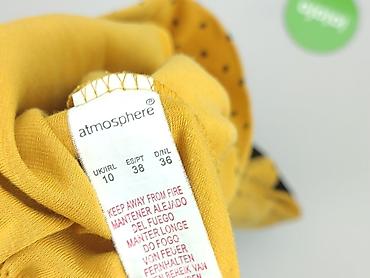 lololo
atmosphere®
UK/IRL ES/PT D/NL
10 38 36
KEEP AWAY FROM FIRE
MANTENER ALEJADO
DEL FUEGO
MANTER LONGE
DO FOGO
VON FEUER
FERNHALTEN